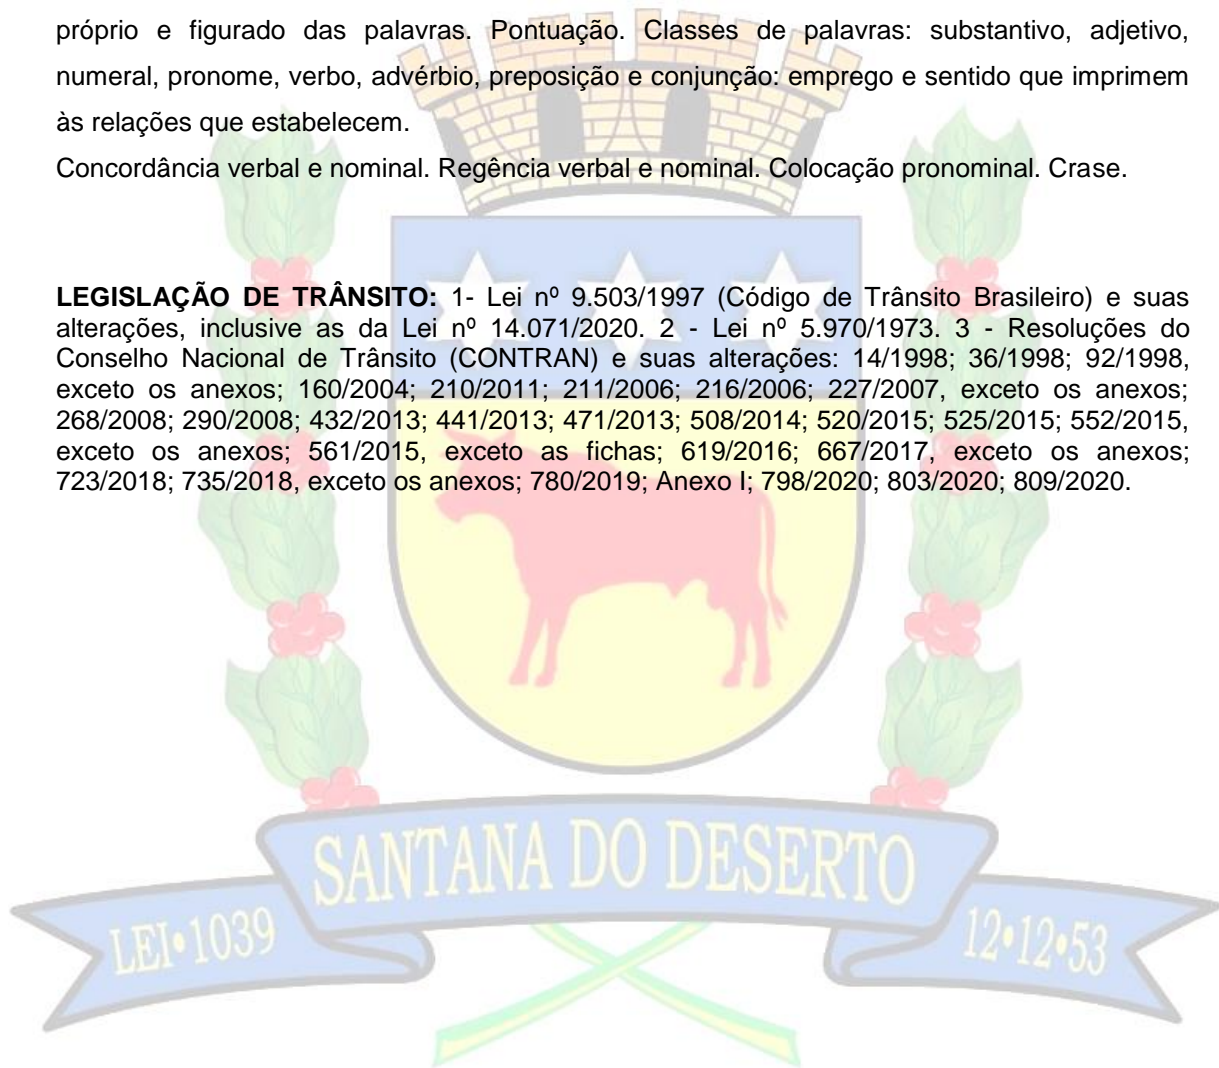 próprio e figurado das palavras. Pontuação. Classes de palavras: substantivo, adjetivo,
numeral, pronome, verbo, advérbio, preposição e conjunção: emprego e sentido que imprimem
às relações que estabelecem.
Concordância verbal e nominal. Regência verbal e nominal. Colocação pronominal. Crase.
LEGISLAÇÃO DE TRÂNSITO: 1- Lei nº 9.503/1997 (Código de Trânsito Brasileiro) e suas
alterações, inclusive as da Lei nº 14.071/2020. 2 - Lei nº 5.970/1973. 3 - Resoluções do
Conselho Nacional de Trânsito (CONTRAN) e suas alterações: 14/1998; 36/1998; 92/1998,
exceto os anexos; 160/2004; 210/2011; 211/2006; 216/2006; 227/2007, exceto os anexos;
268/2008; 290/2008; 432/2013; 441/2013; 471/2013; 508/2014; 520/2015; 525/2015; 552/2015,
exceto os anexos; 561/2015, exceto as fichas; 619/2016; 667/2017, exceto os anexos;
723/2018; 735/2018, exceto os anexos; 780/2019; Anexo I; 798/2020; 803/2020; 809/2020.
SANTANA DO DESERTO
LEI•1039
12•12•53